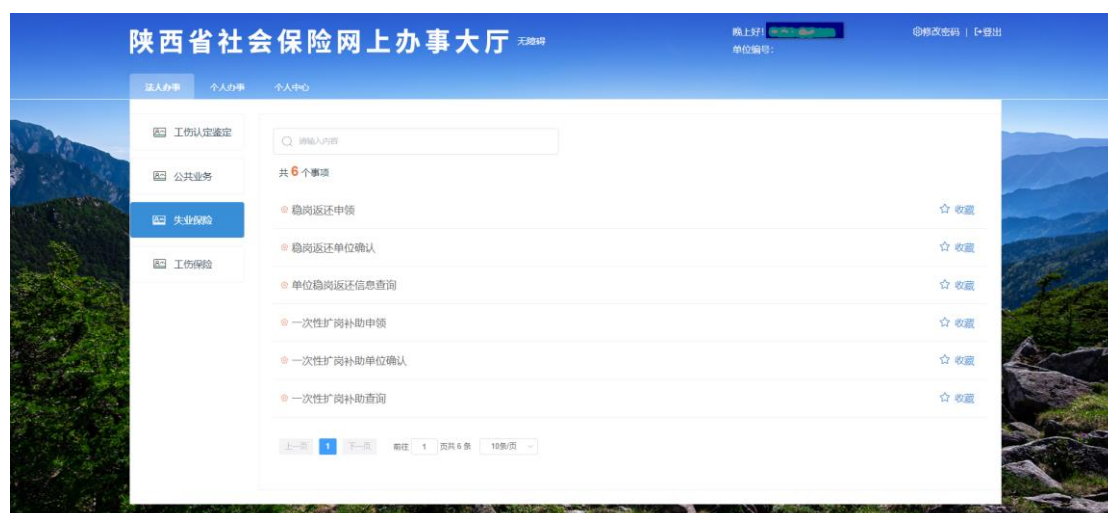 陕西省社会保险网上办事大厅 无障碍
晚上好!
修改密码 | 登出
单位编号：
法人办事 个人办事 个人中心
工伤认定鉴定
公共业务
失业保险
工伤保险
请输入内容
共 6 个事项
稳岗返还申领 收藏
稳岗返还单位确认 收藏
单位稳岗返还信息查询 收藏
一次性扩岗补助申领 收藏
一次性扩岗补助单位确认 收藏
一次性扩岗补助查询 收藏
上一页 1 下一页 前往 1 页共 6 条 10条/页